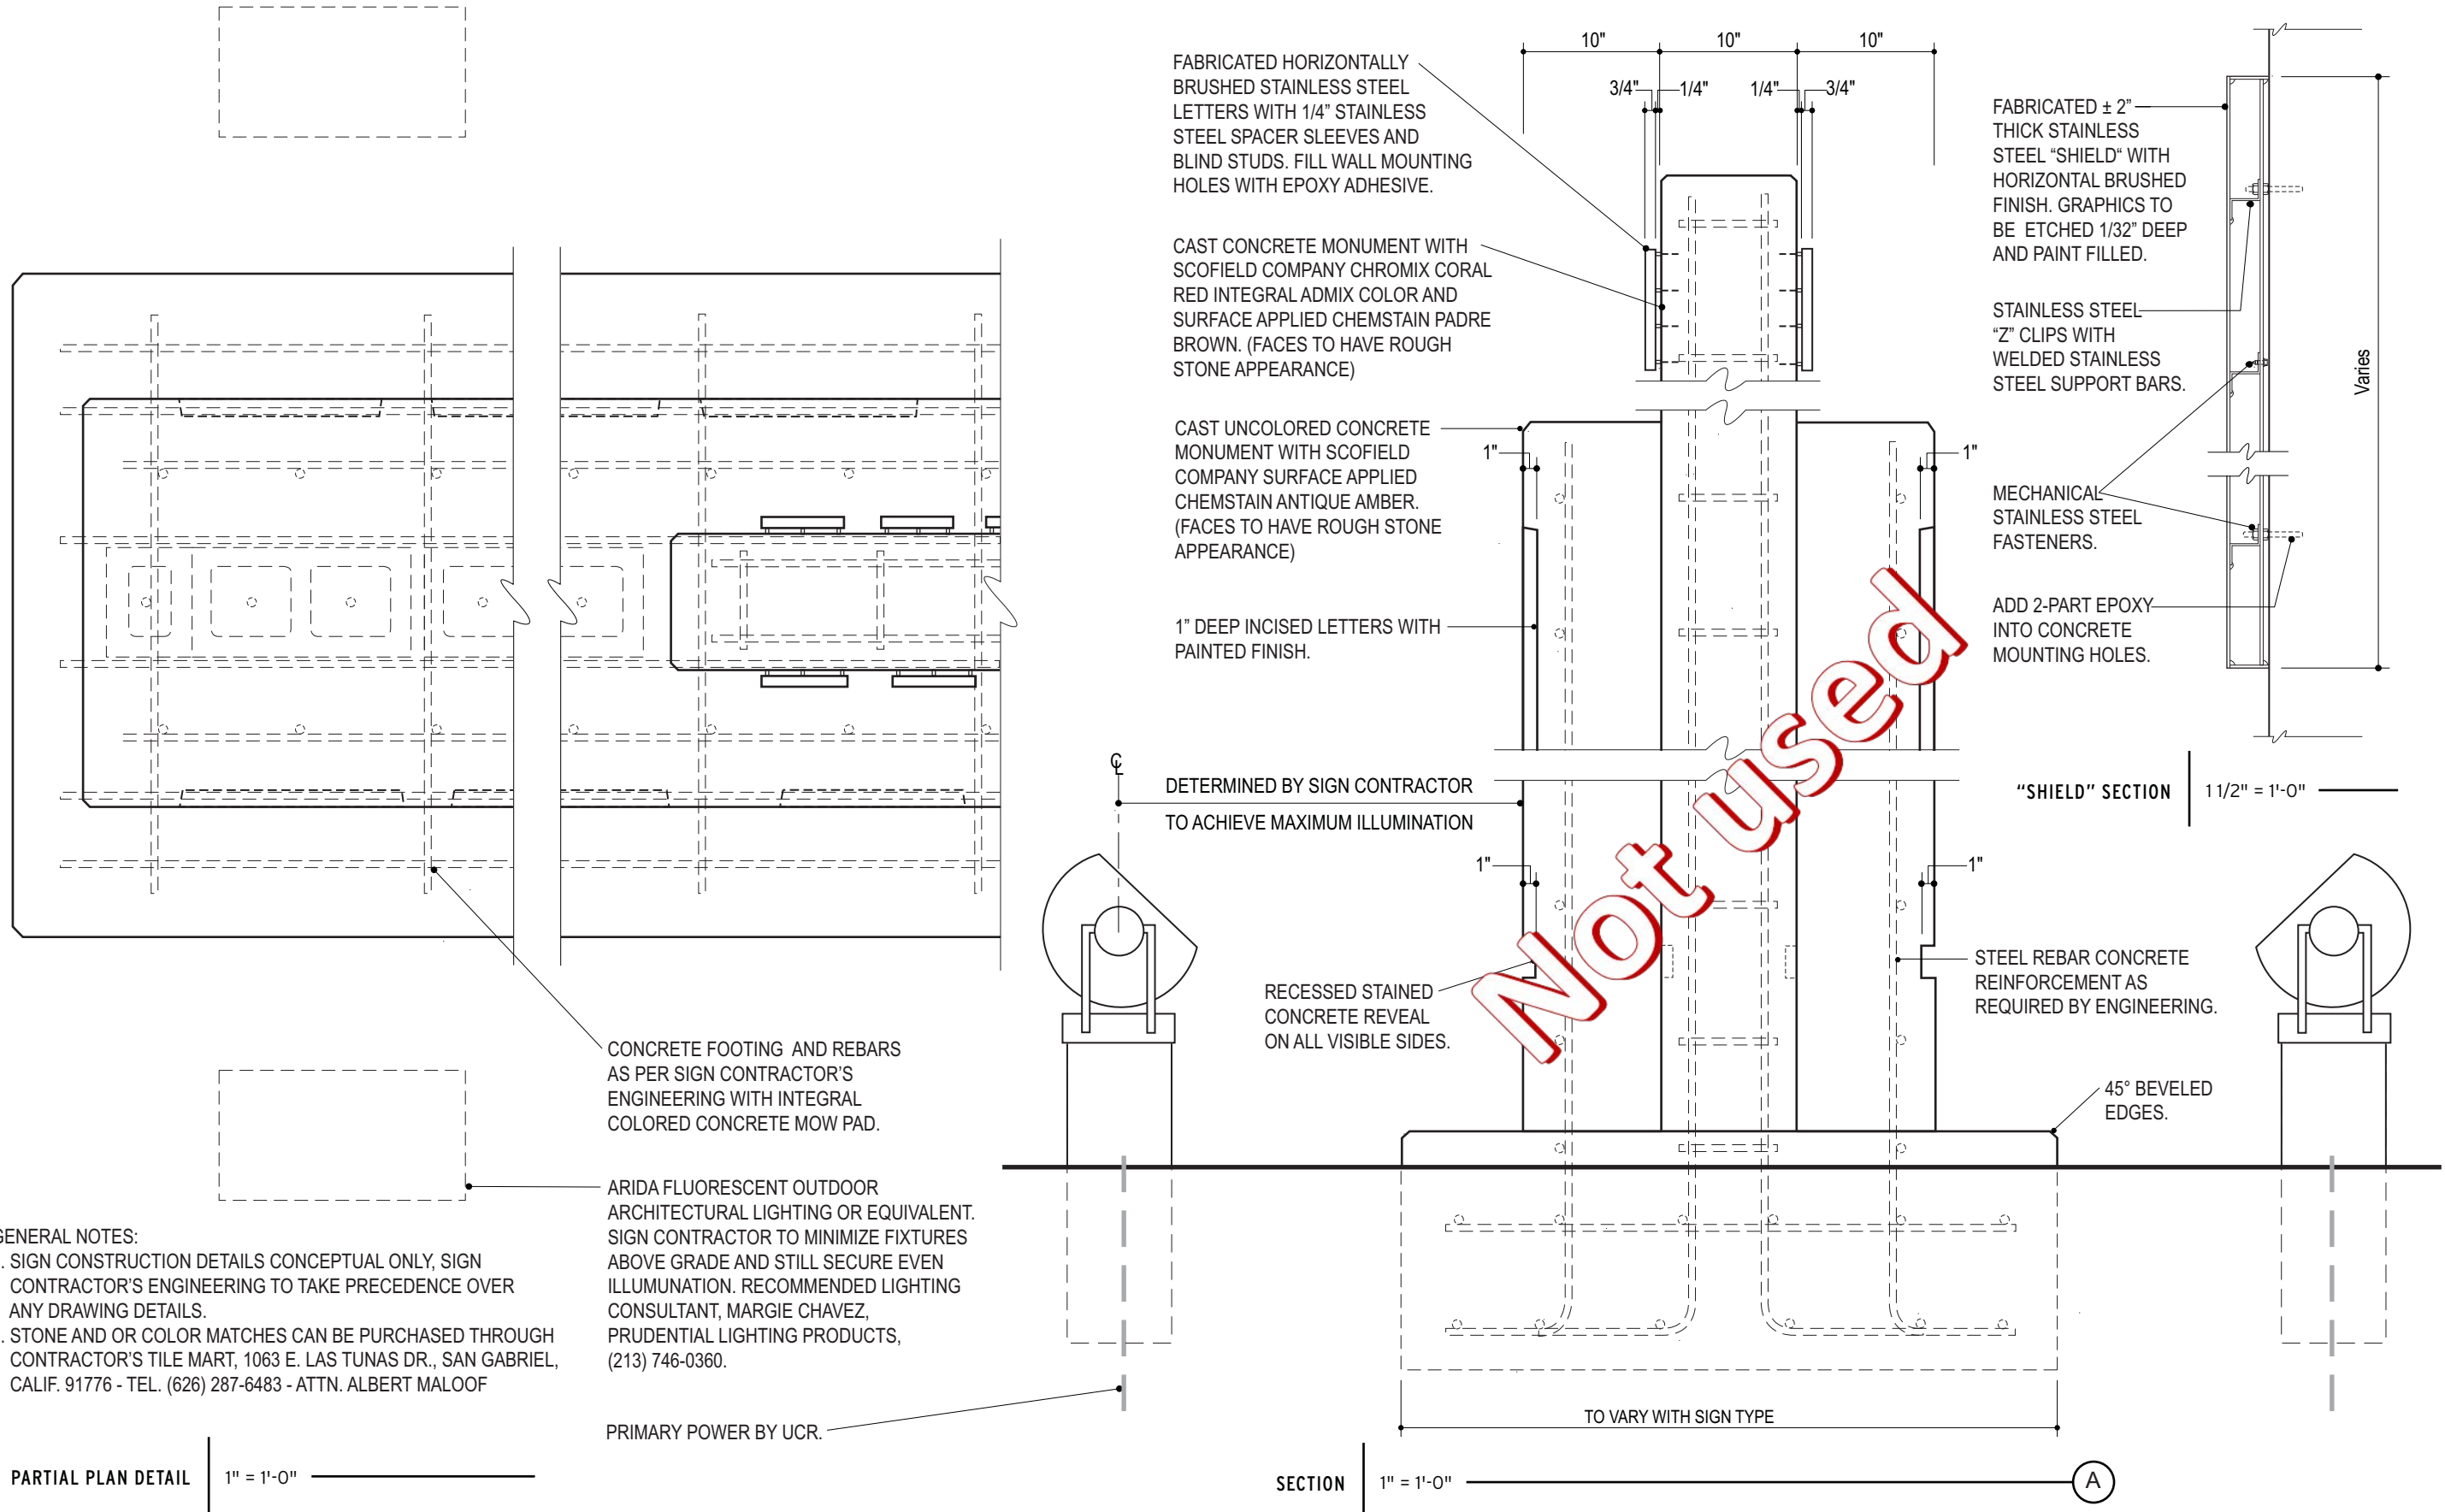 10"
10"
10"
3/4"
1/4"
1/4"
3/4"
FABRICATED HORIZONTALLY
BRUSHED STAINLESS STEEL
LETTERS WITH 1/4” STAINLESS
STEEL SPACER SLEEVES AND
BLIND STUDS. FILL WALL MOUNTING
HOLES WITH EPOXY ADHESIVE.
CAST CONCRETE MONUMENT WITH
SCOFIELD COMPANY CHROMIX CORAL
RED INTEGRAL ADMIX COLOR AND
SURFACE APPLIED CHEMSTAIN PADRE
BROWN. (FACES TO HAVE ROUGH
STONE APPEARANCE)
CAST UNCOLORED CONCRETE
MONUMENT WITH SCOFIELD
COMPANY SURFACE APPLIED
CHEMSTAIN ANTIQUE AMBER.
(FACES TO HAVE ROUGH STONE
APPEARANCE)
1"
1"
1” DEEP INCISED LETTERS WITH
PAINTED FINISH.
FABRICATED ± 2”
THICK STAINLESS
STEEL “SHIELD“ WITH
HORIZONTAL BRUSHED
FINISH. GRAPHICS TO
BE ETCHED 1/32” DEEP
AND PAINT FILLED.
STAINLESS STEEL
“Z” CLIPS WITH
WELDED STAINLESS
STEEL SUPPORT BARS.
Varies
MECHANICAL
STAINLESS STEEL
FASTENERS.
ADD 2-PART EPOXY
INTO CONCRETE
MOUNTING HOLES.
“SHIELD” SECTION
1 1/2" = 1'-0"
Not used
CL
DETERMINED BY SIGN CONTRACTOR
TO ACHIEVE MAXIMUM ILLUMINATION
1"
1"
RECESSED STAINED
CONCRETE REVEAL
ON ALL VISIBLE SIDES.
STEEL REBAR CONCRETE
REINFORCEMENT AS
REQUIRED BY ENGINEERING.
45° BEVELED
EDGES.
CONCRETE FOOTING AND REBARS
AS PER SIGN CONTRACTOR’S
ENGINEERING WITH INTEGRAL
COLORED CONCRETE MOW PAD.
ARIDA FLUORESCENT OUTDOOR
ARCHITECTURAL LIGHTING OR EQUIVALENT.
SIGN CONTRACTOR TO MINIMIZE FIXTURES
ABOVE GRADE AND STILL SECURE EVEN
ILLUMUNATION. RECOMMENDED LIGHTING
CONSULTANT, MARGIE CHAVEZ,
PRUDENTIAL LIGHTING PRODUCTS,
(213) 746-0360.
PRIMARY POWER BY UCR.
GENERAL NOTES:
. SIGN CONSTRUCTION DETAILS CONCEPTUAL ONLY, SIGN
CONTRACTOR’S ENGINEERING TO TAKE PRECEDENCE OVER
ANY DRAWING DETAILS.
. STONE AND OR COLOR MATCHES CAN BE PURCHASED THROUGH
CONTRACTOR’S TILE MART, 1063 E. LAS TUNAS DR., SAN GABRIEL,
CALIF. 91776 - TEL. (626) 287-6483 - ATTN. ALBERT MALOOF
TO VARY WITH SIGN TYPE
PARTIAL PLAN DETAIL
1" = 1'-0"
SECTION
1" = 1'-0"
A